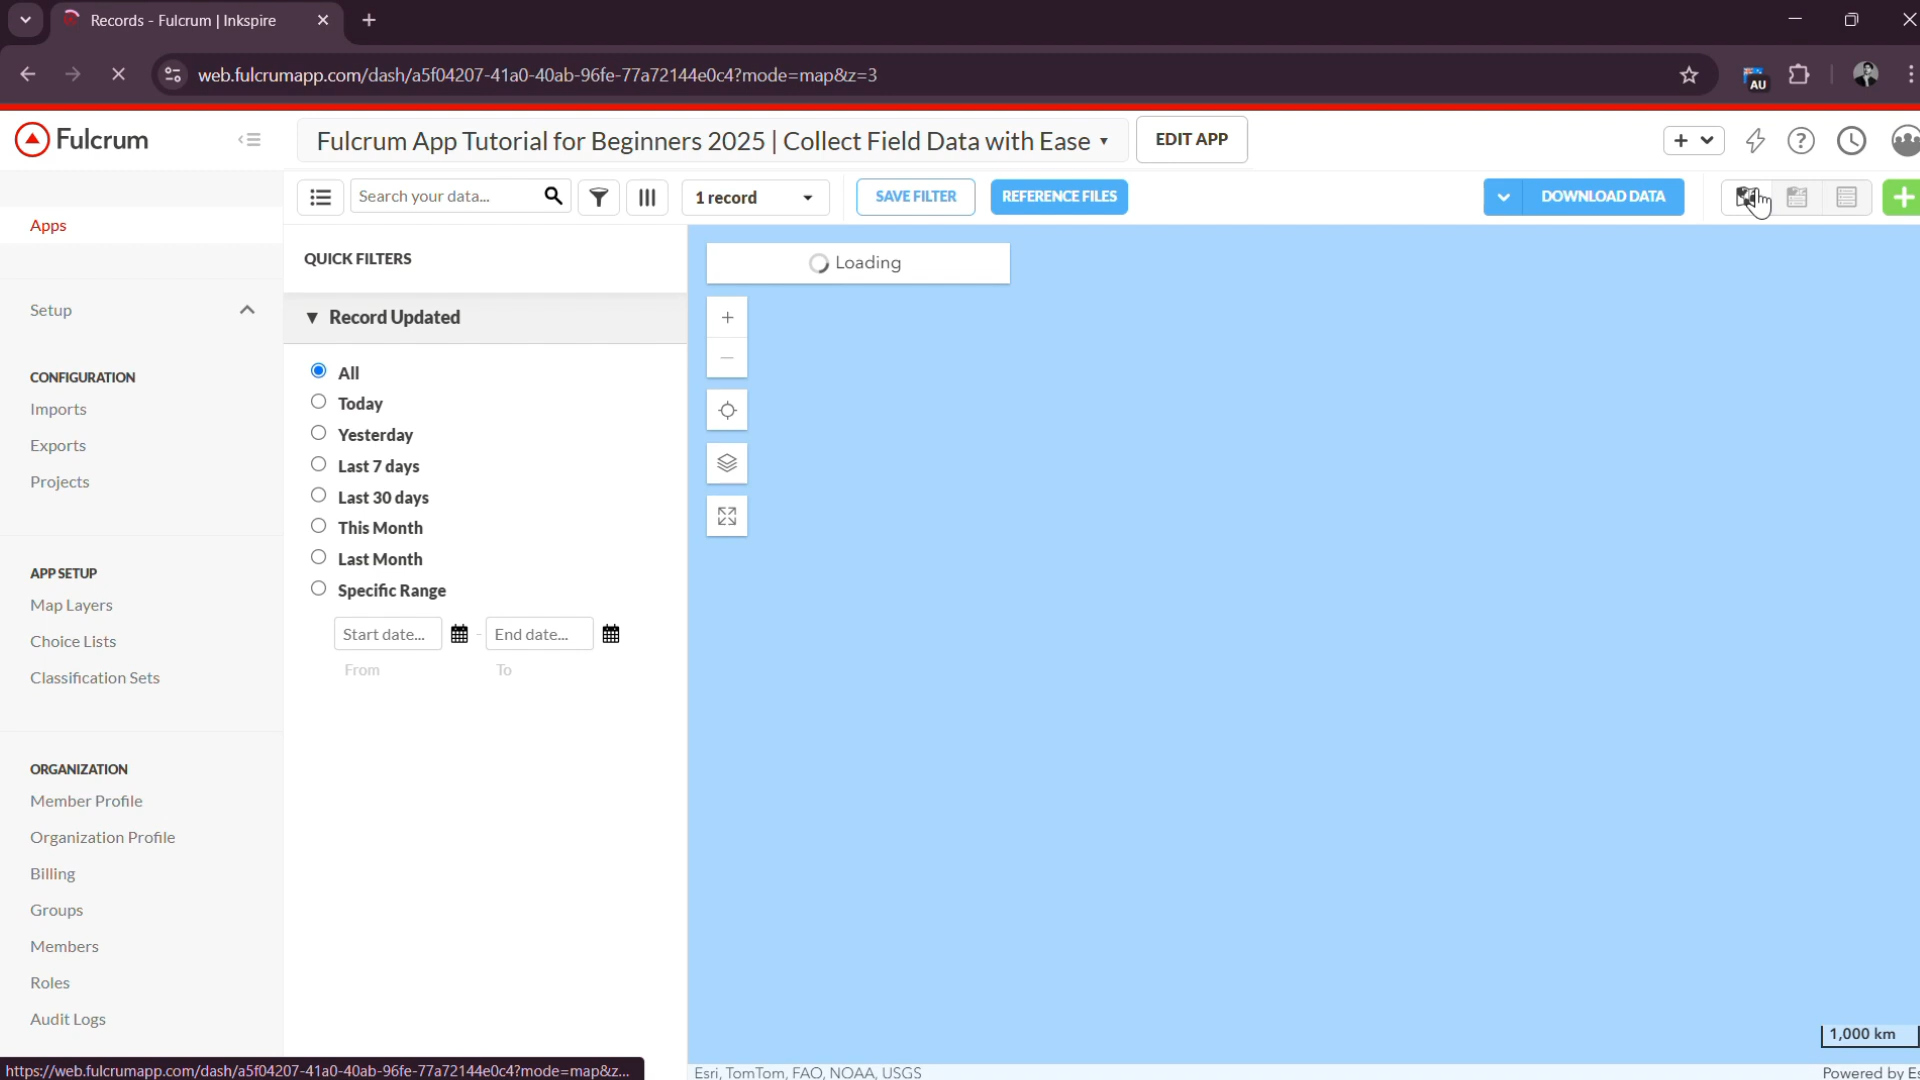 Records - Fulcrum | Inkspire
web.fulcrumapp.com/dash/a5f04207-41a0-40ab-96fe-77a72144e0c4?mode=map&z=3
AU
Fulcrum
Fulcrum App Tutorial for Beginners 2025 | Collect Field Data with Ease
EDIT APP
Search your data...
1 record
SAVE FILTER
REFERENCE FILES
DOWNLOAD DATA
Apps
Setup
CONFIGURATION
Imports
Exports
Projects
APP SETUP
Map Layers
Choice Lists
Classification Sets
ORGANIZATION
Member Profile
Organization Profile
Billing
Groups
Members
Roles
Audit Logs
QUICK FILTERS
Record Updated
All
Today
Yesterday
Last 7 days
Last 30 days
This Month
Last Month
Specific Range
Start date... - End date...
From To
Loading
1,000 km
https://web.fulcrumapp.com/dash/a5f04207-41a0-40ab-96fe-77a72144e0c4?mode=map&z...
Esri, TomTom, FAO, NOAA, USGS
Powered by Es